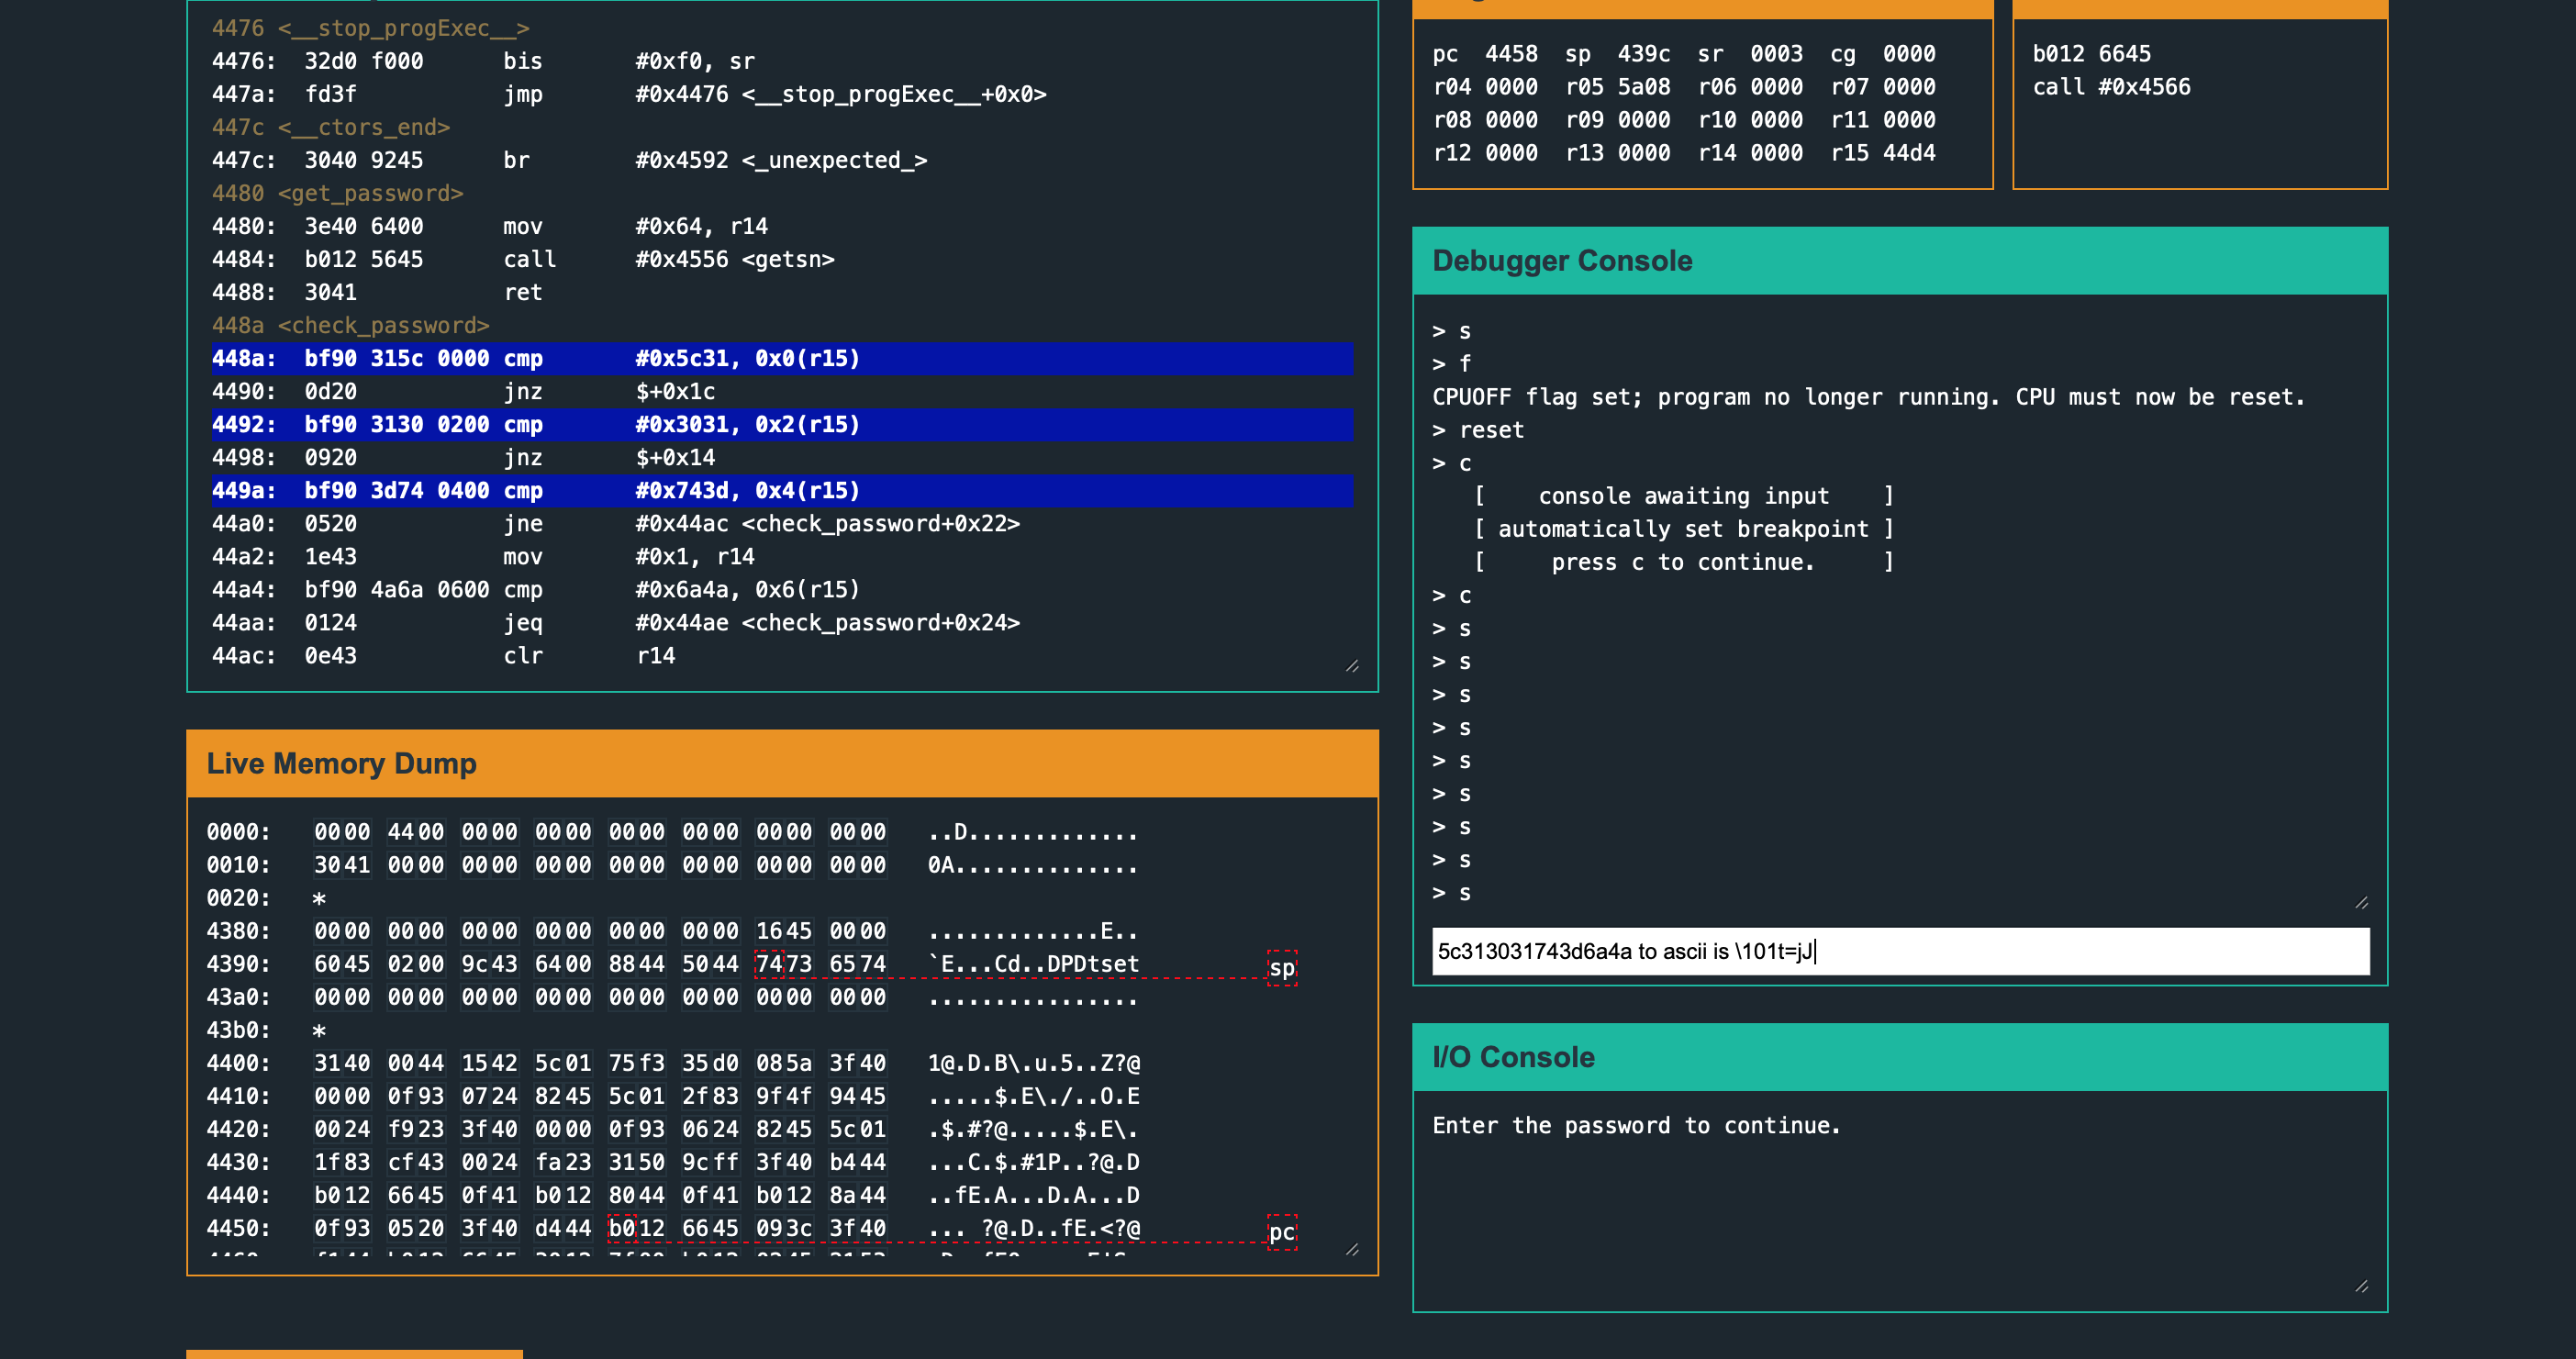 4476 <__stop_progExec__>
4476: 32d0 f000 bis #0xf0, sr
447a: fd3f jmp #0x4476 <__stop_progExec__+0x0>
447c <__ctors_end>
447c: 3040 9245 br #0x4592 <_unexpected_>
4480 <get_password>
4480: 3e40 6400 mov #0x64, r14
4484: b012 5645 call #0x4556 <getsn>
4488: 3041 ret
448a <check_password>
448a: bf90 315c 0000 cmp #0x5c31, 0x0(r15)
4490: 0d20 jnz $+0x1c
4492: bf90 3130 0200 cmp #0x3031, 0x2(r15)
4498: 0920 jnz $+0x14
449a: bf90 3d74 0400 cmp #0x743d, 0x4(r15)
44a0: 0520 jne #0x44ac <check_password+0x22>
44a2: 1e43 mov #0x1, r14
44a4: bf90 4a6a 0600 cmp #0x6a4a, 0x6(r15)
44aa: 0124 jeq #0x44ae <check_password+0x24>
44ac: 0e43 clr r14
Live Memory Dump
0000: 0000 4400 0000 0000 0000 0000 0000 0000 ..D.............
0010: 3041 0000 0000 0000 0000 0000 0000 0000 0A..............
0020: *
4380: 0000 0000 0000 0000 0000 0000 1645 0000 .............E..
4390: 6045 0200 9c43 6400 8844 5044 7473 6574 `E...Cd..DPDtset sp
43a0: 0000 0000 0000 0000 0000 0000 0000 0000 ................
43b0: *
4400: 3140 0044 1542 5c01 75f3 35d0 085a 3f40 1@.D.B\.u.5..Z?@
4410: 0000 0f93 0724 8245 5c01 2f83 9f4f 9445 .....$.E\./..O.E
4420: 0024 f923 3f40 0000 0f93 0624 8245 5c01 .$.#?@.....$.E\.
4430: 1f83 cf43 0024 fa23 3150 9cff 3f40 b444 ...C.$.#1P..?@.D
4440: b012 6645 0f41 b012 8044 0f41 b012 8a44 ..fE.A...D.A...D
4450: 0f93 0520 3f40 d444 b012 6645 093c 3f40 ... ?@.D..fE.<?@ pc
pc 4458 sp 439c sr 0003 cg 0000
r04 0000 r05 5a08 r06 0000 r07 0000
r08 0000 r09 0000 r10 0000 r11 0000
r12 0000 r13 0000 r14 0000 r15 44d4
b012 6645
call #0x4566
Debugger Console
> s
> f
CPUOFF flag set; program no longer running. CPU must now be reset.
> reset
> c
[ console awaiting input ]
[ automatically set breakpoint ]
[ press c to continue. ]
> c
> s
> s
> s
> s
> s
> s
> s
> s
> s
5c313031743d6a4a to ascii is \101t=jJ
I/O Console
Enter the password to continue.